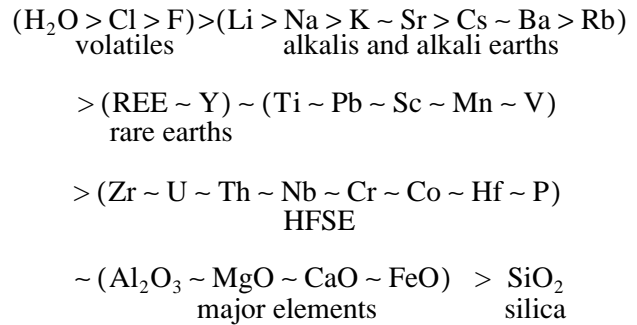 (H₂O > Cl > F) > (Li > Na > K ~ Sr > Cs ~ Ba > Rb)
volatiles alkalis and alkali earths
> (REE ~ Y) ~ (Ti ~ Pb ~ Sc ~ Mn ~ V)
rare earths
> (Zr ~ U ~ Th ~ Nb ~ Cr ~ Co ~ Hf ~ P)
HFSE
~ (Al₂O₃ ~ MgO ~ CaO ~ FeO) > SiO₂
major elements silica